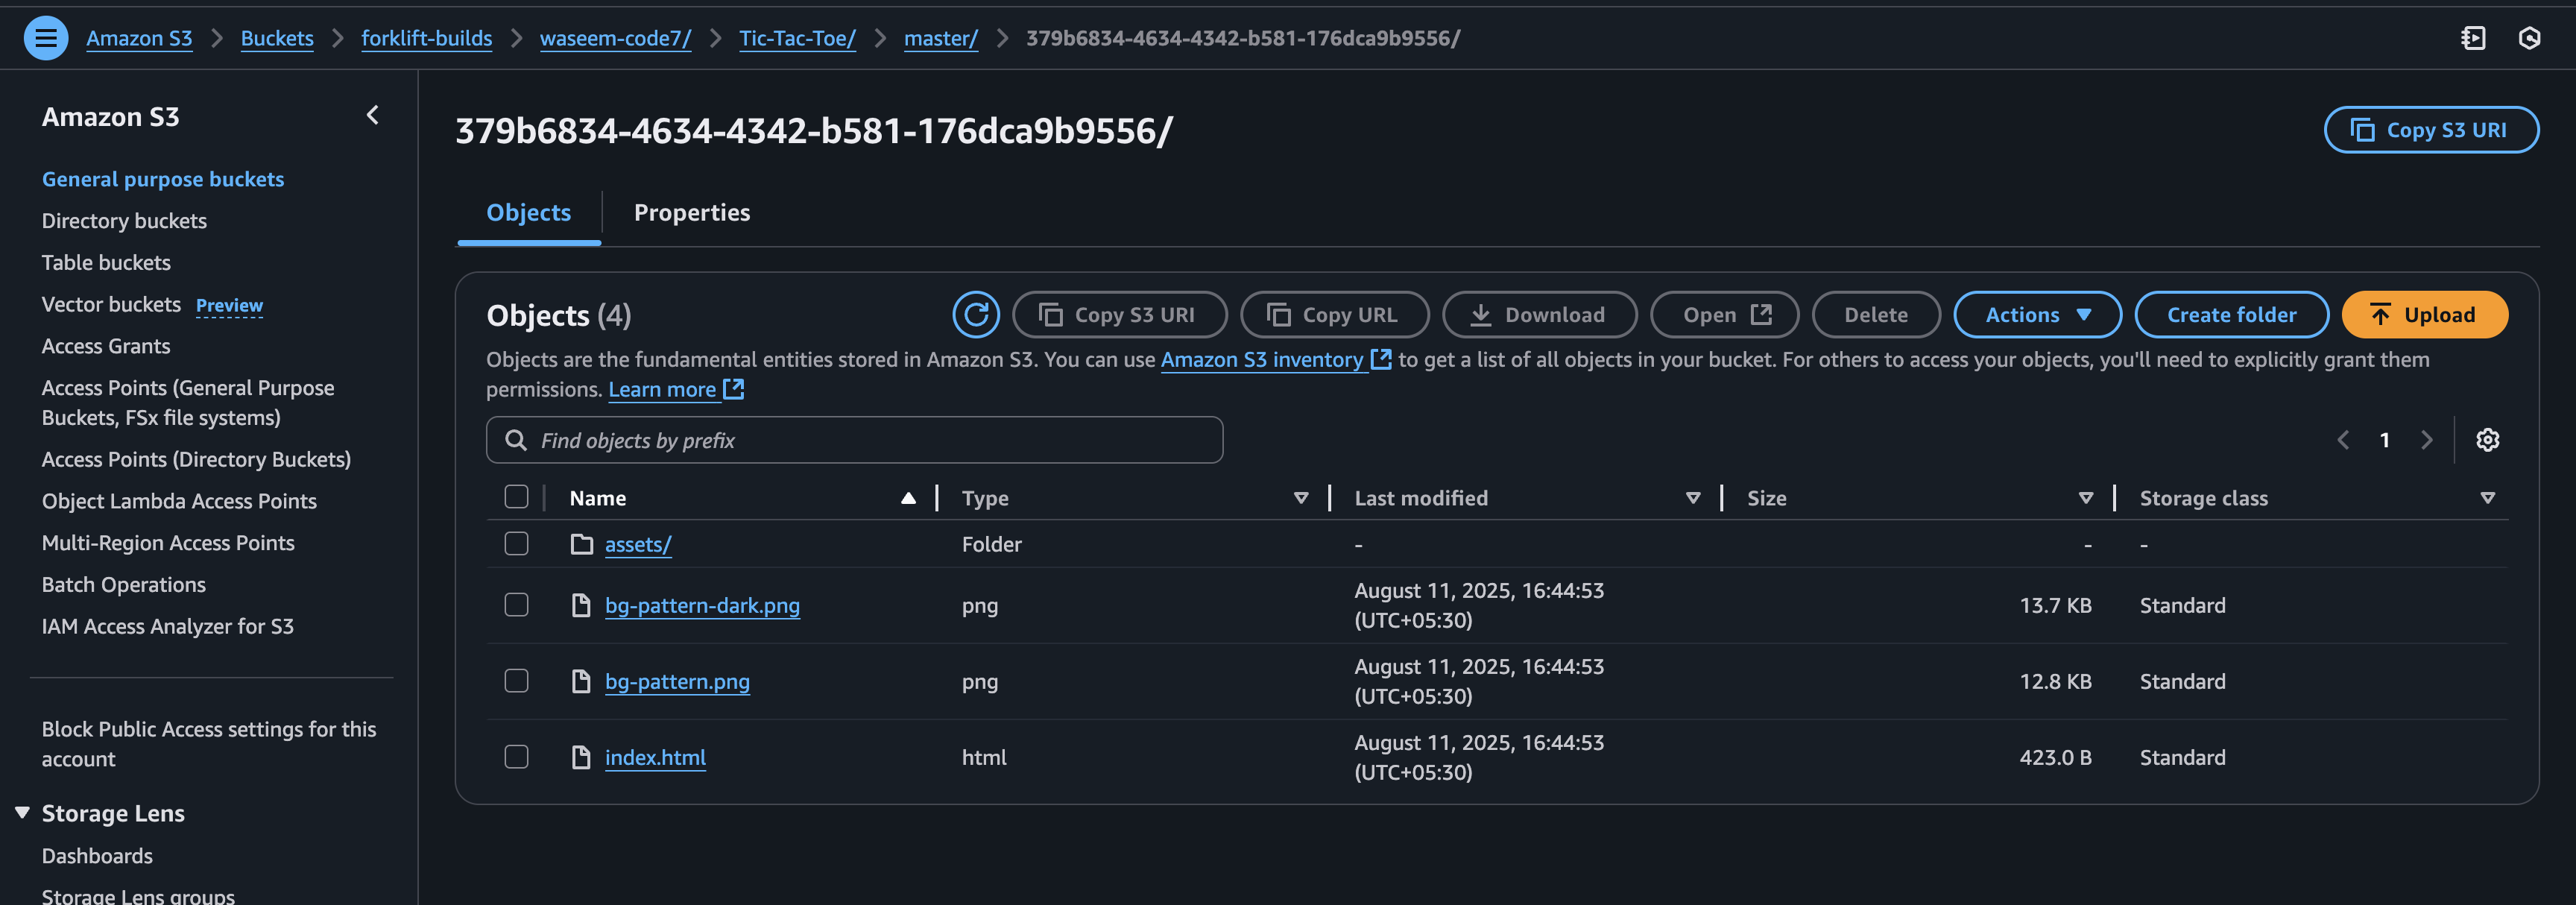 Amazon S3 > Buckets > forklift-builds > waseem-code7/ > Tic-Tac-Toe/ > master/ > 379b6834-4634-4342-b581-176dca9b9556/
Amazon S3
General purpose buckets
Directory buckets
Table buckets
Vector buckets Preview
Access Grants
Access Points (General Purpose
Buckets, FSx file systems)
Access Points (Directory Buckets)
Object Lambda Access Points
Multi-Region Access Points
Batch Operations
IAM Access Analyzer for S3
Block Public Access settings for this
account
Storage Lens
Dashboards
Storage Lens groups
379b6834-4634-4342-b581-176dca9b9556/
Copy S3 URI
Objects Properties
Objects (4)
Copy S3 URI Copy URL Download Open Delete Actions Create folder Upload
Objects are the fundamental entities stored in Amazon S3. You can use Amazon S3 inventory to get a list of all objects in your bucket. For others to access your objects, you'll need to explicitly grant them
permissions. Learn more
Find objects by prefix
1
Name Type Last modified Size Storage class
assets/ Folder - - -
bg-pattern-dark.png png August 11, 2025, 16:44:53 (UTC+05:30) 13.7 KB Standard
bg-pattern.png png August 11, 2025, 16:44:53 (UTC+05:30) 12.8 KB Standard
index.html html August 11, 2025, 16:44:53 (UTC+05:30) 423.0 B Standard